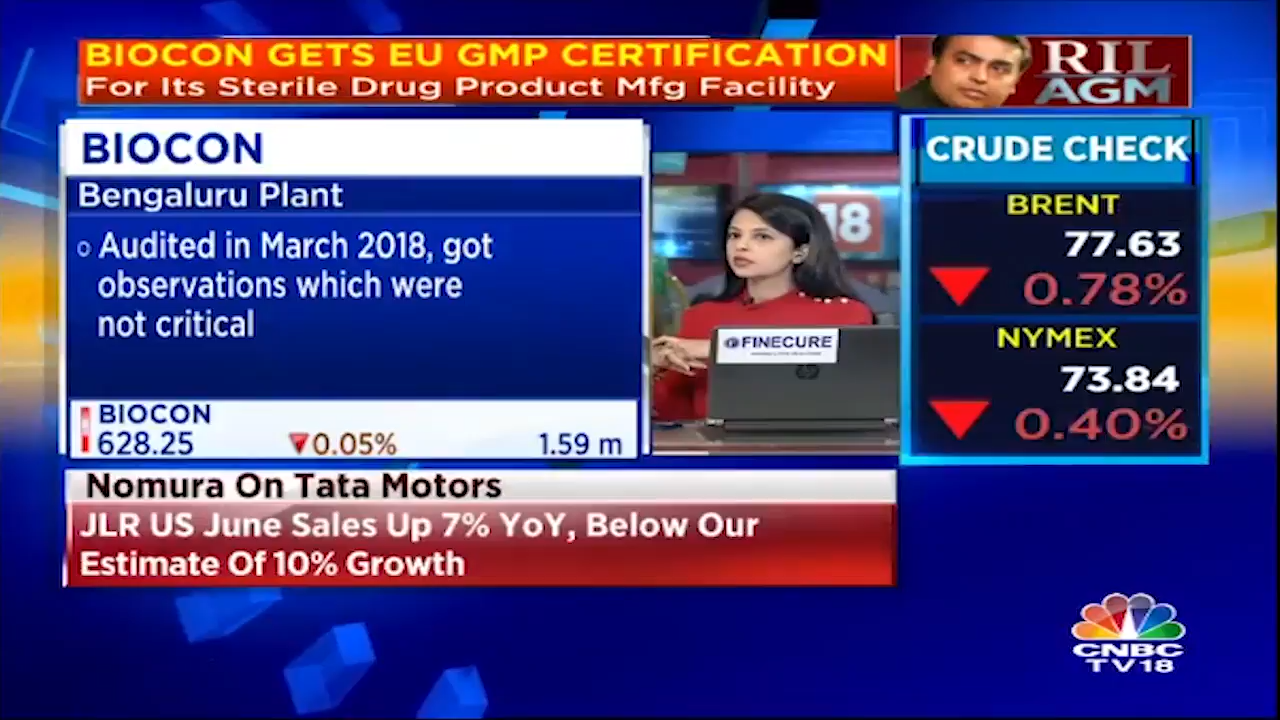 BIOCON GETS EU GMP CERTIFICATION
For Its Sterile Drug Product Mfg Facility
RIL
AGM
BIOCON
Bengaluru Plant
Audited in March 2018, got
observations which were
not critical
BIOCON
628.25 0.05% 1.59 m
18
FINECURE
CRUDE CHECK
BRENT
77.63
0.78%
NYMEX
73.84
0.40%
Nomura On Tata Motors
JLR US June Sales Up 7% YoY, Below Our
Estimate Of 10% Growth
CNBC
TV18